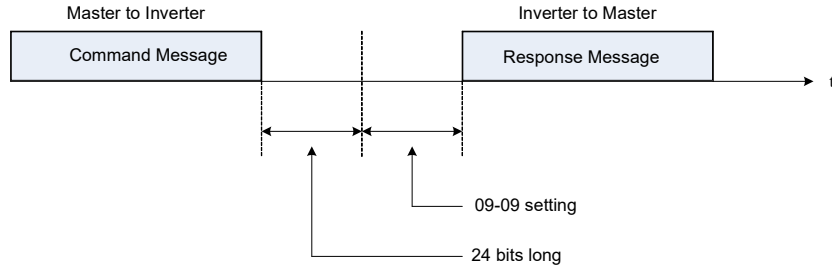 Master to Inverter
Inverter to Master
Command Message
Response Message
t
09-09 setting
24 bits long